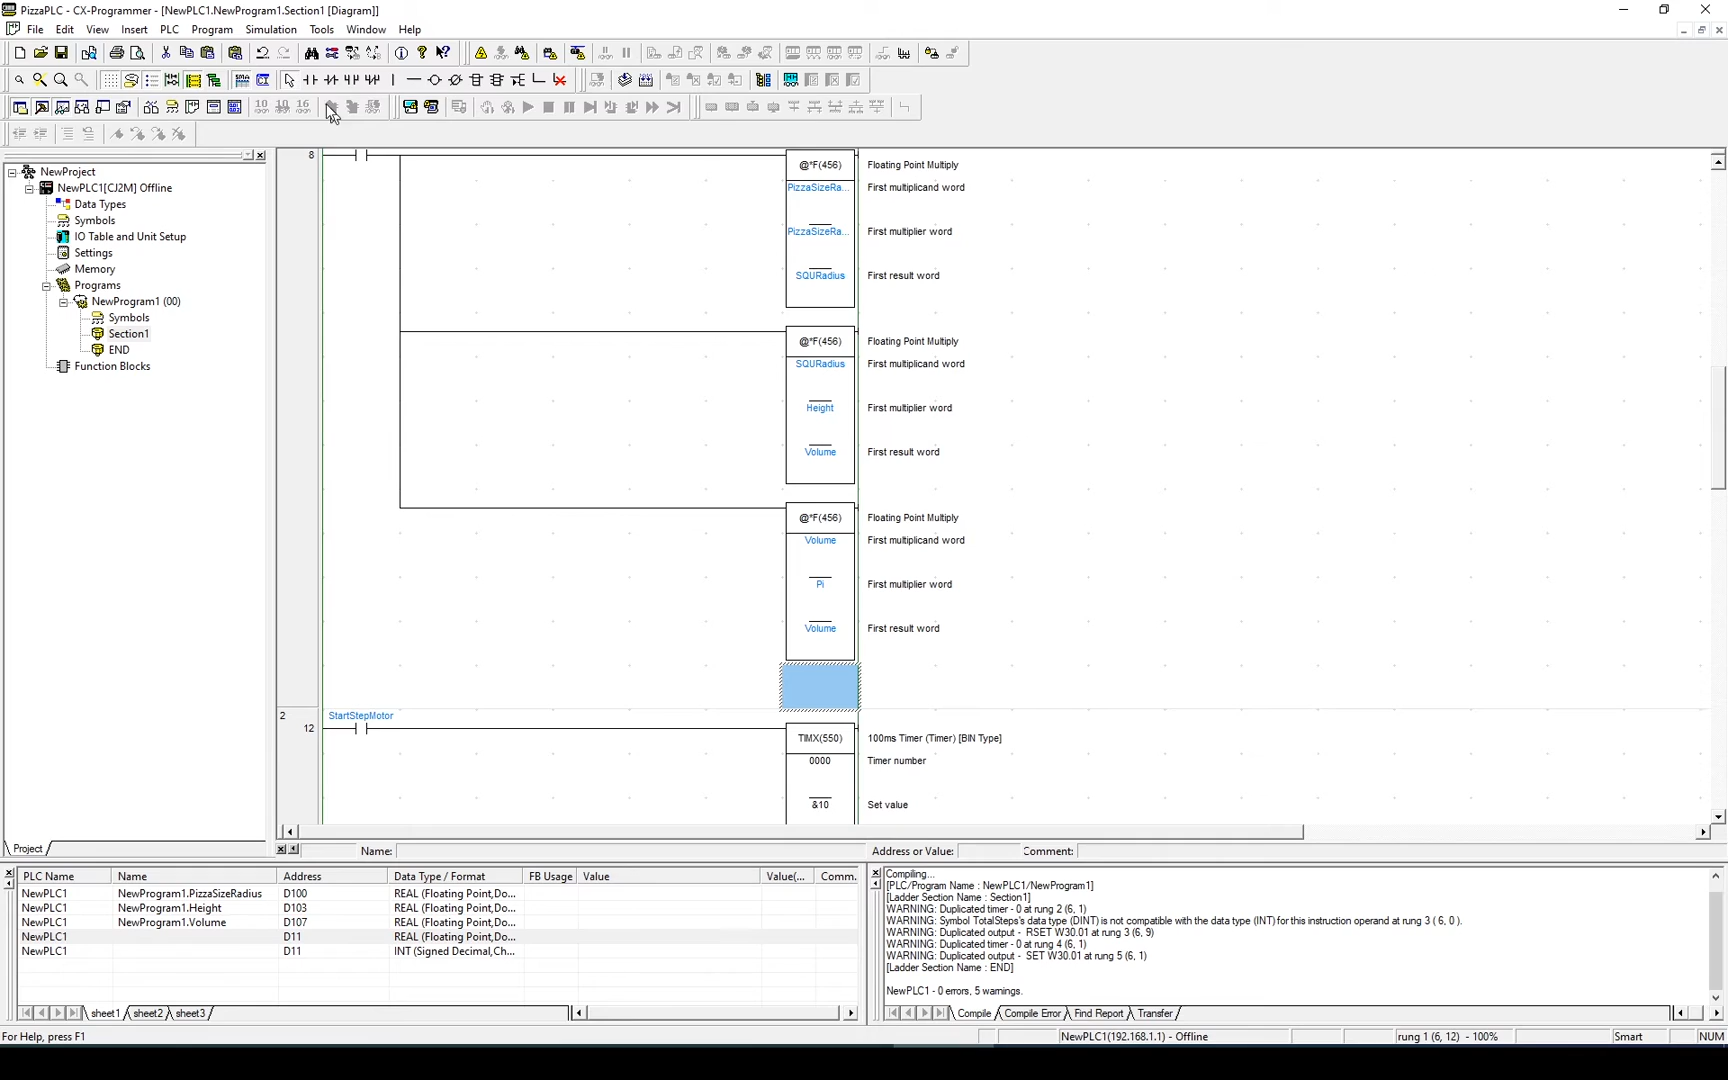 PizzaPLC - CX-Programmer - [NewPLC1.NewProgram1.Section1 [Diagram]]
File Edit View Insert PLC Program Simulation Tools Window Help
10 10 16
NewProject
NewPLC1[CJ2M] Offline
Data Types
Symbols
IO Table and Unit Setup
Settings
Memory
Programs
NewProgram1 (00)
Symbols
Section1
END
Function Blocks
Project
8
@*F(456) Floating Point Multiply
PizzaSizeRa... First multiplicand word
PizzaSizeRa... First multiplier word
SQURadius First result word
@*F(456) Floating Point Multiply
SQURadius First multiplicand word
Height First multiplier word
Volume First result word
@*F(456) Floating Point Multiply
Volume First multiplicand word
Pi First multiplier word
Volume First result word
2 StartStepMotor
12 TIMX(550) 100ms Timer (Timer) [BIN Type]
0000 Timer number
&10 Set value
Name: Address or Value: Comment:
PLC Name Name Address Data Type / Format FB Usage Value Value(... Comm.
NewPLC1 NewProgram1.PizzaSizeRadius D100 REAL (Floating Point,Do...
NewPLC1 NewProgram1.Height D103 REAL (Floating Point,Do...
NewPLC1 NewProgram1.Volume D107 REAL (Floating Point,Do...
NewPLC1 D11 REAL (Floating Point,Do...
NewPLC1 D11 INT (Signed Decimal,Ch...
sheet1 sheet2 sheet3
Compiling...
[PLC/Program Name : NewPLC1/NewProgram1]
[Ladder Section Name : Section1]
WARNING: Duplicated timer - 0 at rung 2 (6, 1)
WARNING: Symbol TotalSteps's data type (DINT) is not compatible with the data type (INT) for this instruction operand at rung 3 ( 6, 0 ).
WARNING: Duplicated output - RSET W30.01 at rung 3 (6, 9)
WARNING: Duplicated timer - 0 at rung 4 (6, 1)
WARNING: Duplicated output - SET W30.01 at rung 5 (6, 1)
[Ladder Section Name : END]
NewPLC1 - 0 errors, 5 warnings.
Compile Compile Error Find Report Transfer
For Help, press F1 NewPLC1(192.168.1.1) - Offline rung 1 (6, 12) - 100% Smart NUM